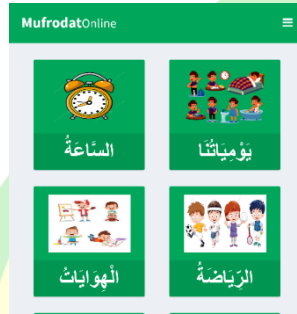 MufrodatOnline
يَوْمِيَاتُنَا
السَّاعَةُ
الرِّيَاضَةُ
الْهِوَايَاتُ